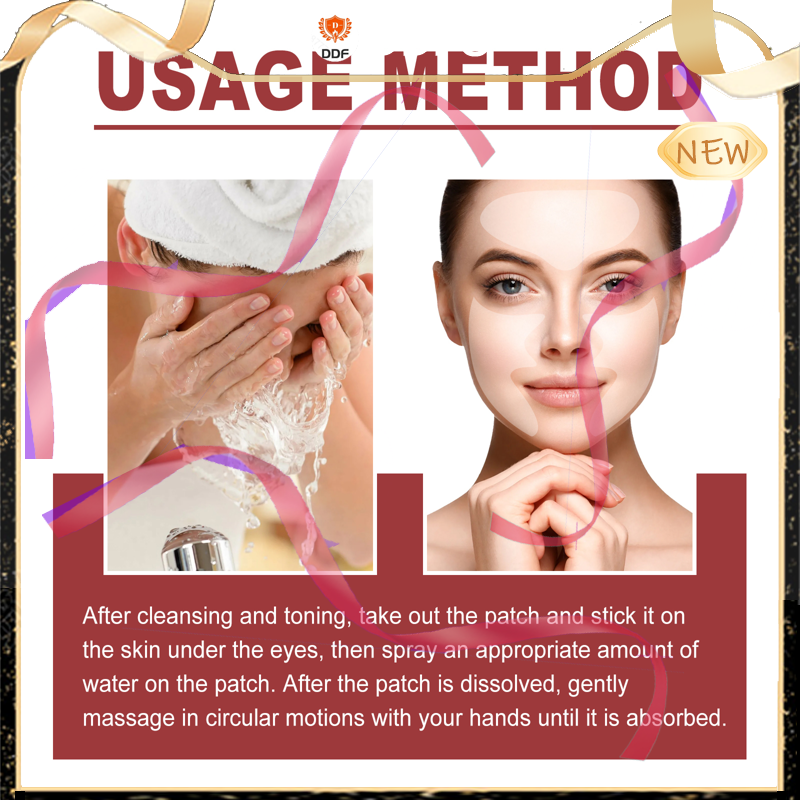 DDF
USAGE METHOD
NEW
After cleansing and toning, take out the patch and stick it on
the skin under the eyes, then spray an appropriate amount of
water on the patch. After the patch is dissolved, gently
massage in circular motions with your hands until it is absorbed.